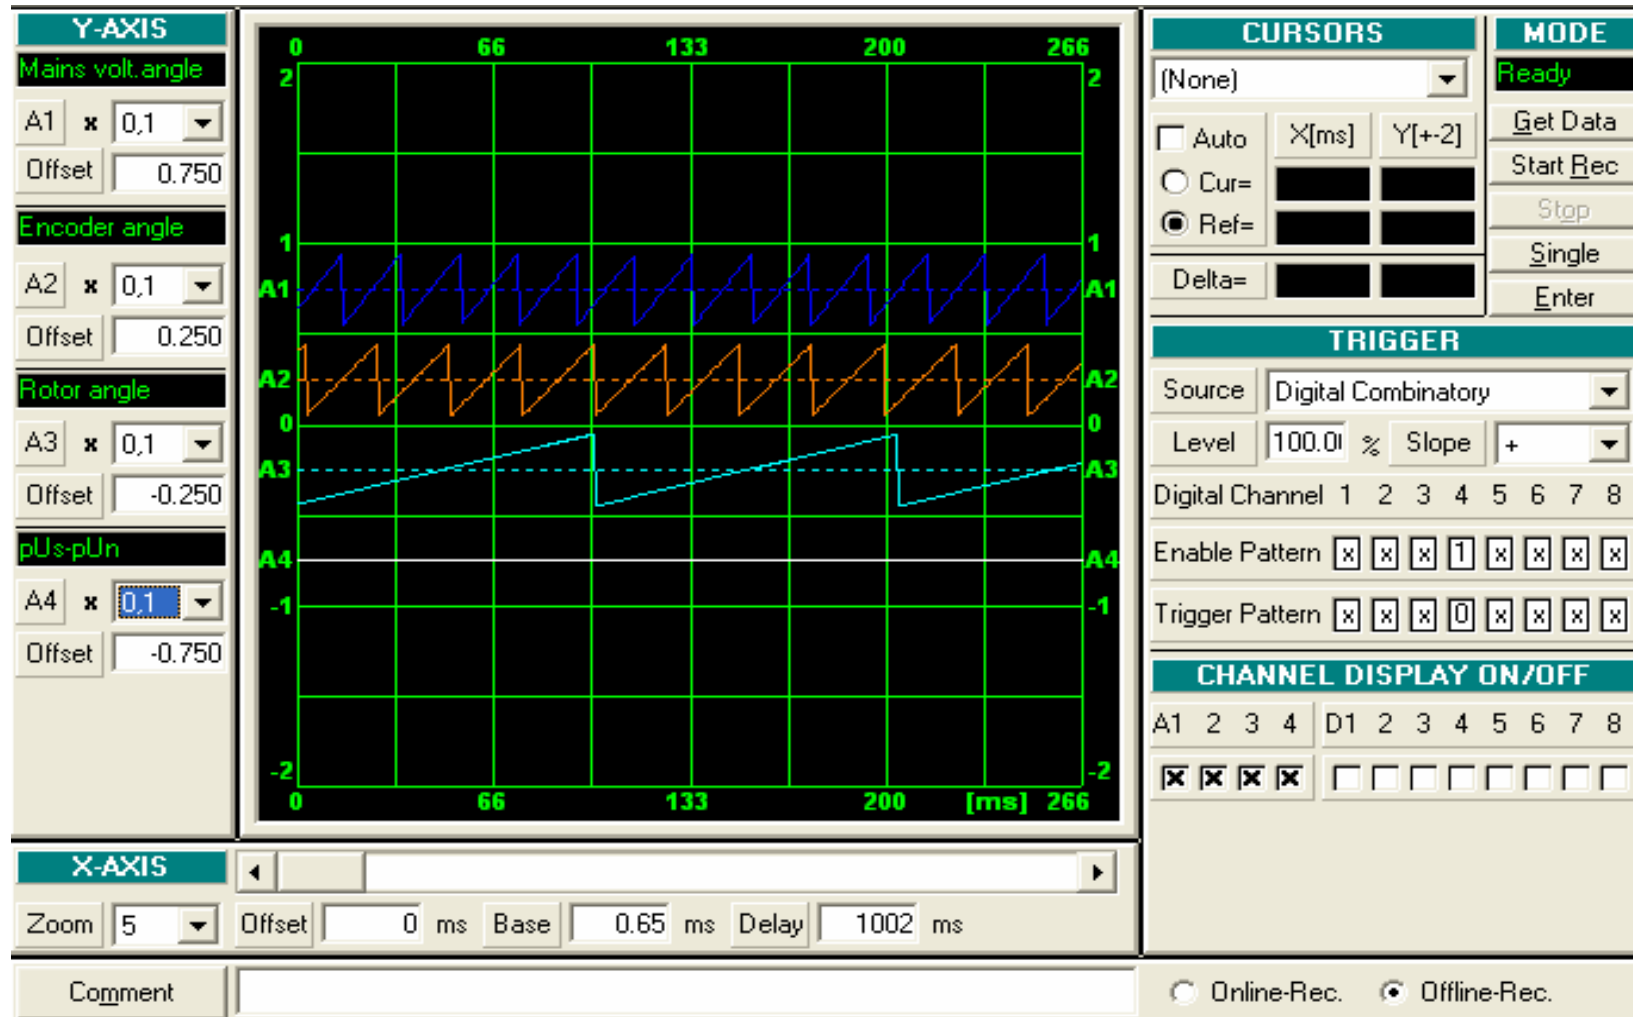 Y-AXIS
Mains volt.angle
A1 x 0,1
Offset 0.750
Encoder angle
A2 x 0,1
Offset 0.250
Rotor angle
A3 x 0,1
Offset -0.250
pUs-pUn
A4 x 0,1
Offset -0.750
0 66 133 200 266
2 2
1 1
A1 A1
A2 A2
0 0
A3 A3
A4 A4
-1 -1
-2 -2
0 66 133 200 [ms] 266
CURSORS
(None)
Auto X[ms] Y[+-2]
Cur=
Ref=
Delta=
MODE
Ready
Get Data
Start Rec
Stop
Single
Enter
TRIGGER
Source Digital Combinatory
Level 100.0 % Slope +
Digital Channel 1 2 3 4 5 6 7 8
Enable Pattern x x x 1 x x x x
Trigger Pattern x x x 0 x x x x
CHANNEL DISPLAY ON/OFF
A1 2 3 4 D1 2 3 4 5 6 7 8
X-AXIS
Zoom 5 Offset 0 ms Base 0.65 ms Delay 1002 ms
Comment
Online-Rec. Offline-Rec.